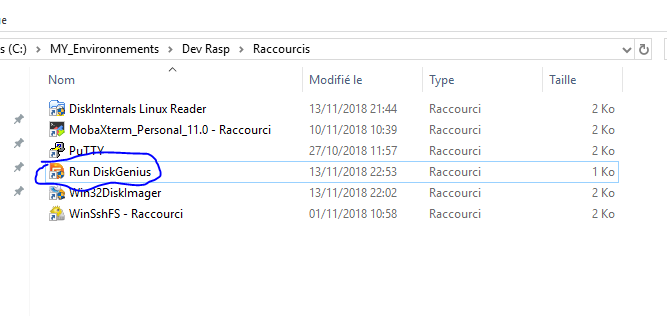 ue
s (C:) > MY_Environnements > Dev Rasp > Raccourcis
Nom Modifié le Type Taille
DiskInternals Linux Reader 13/11/2018 21:44 Raccourci 2 Ko
MobaXterm_Personal_11.0 - Raccourci 10/11/2018 10:39 Raccourci 2 Ko
PuTTY 27/10/2018 11:57 Raccourci 2 Ko
Run DiskGenius 13/11/2018 22:53 Raccourci 1 Ko
Win32DiskImager 13/11/2018 22:02 Raccourci 2 Ko
WinSshFS - Raccourci 01/11/2018 10:58 Raccourci 2 Ko